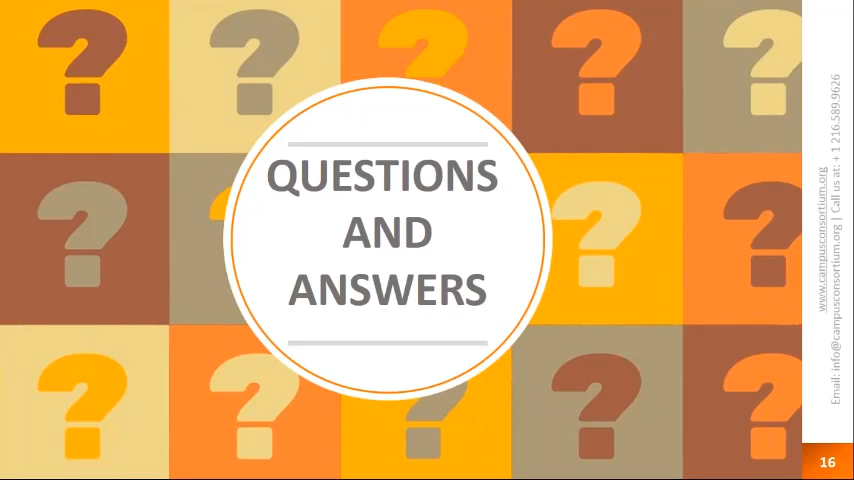 QUESTIONS
AND
ANSWERS
www.campusconsortium.org
Email: info@campusconsortium.org | Call us at: + 1 216.589.9626
16